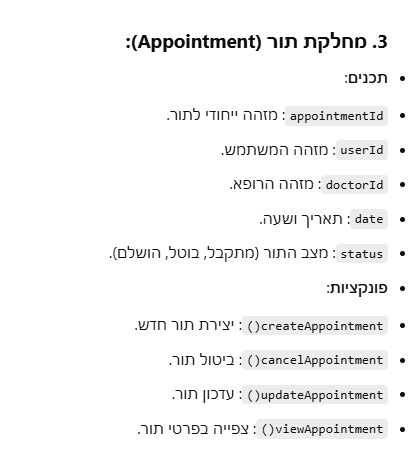 3. מחלקת תור (Appointment):
• תכנים:
• appointmentId: מזהה ייחודי לתור.
• userId: מזהה המשתמש.
• doctorId: מזהה הרופא.
• date: תאריך ושעה.
• status: מצב התור (מתקבל, בוטל, הושלם).
• פונקציות:
• createAppointment(): יצירת תור חדש.
• cancelAppointment(): ביטול תור.
• updateAppointment(): עדכון תור.
• viewAppointment(): צפייה בפרטי תור.